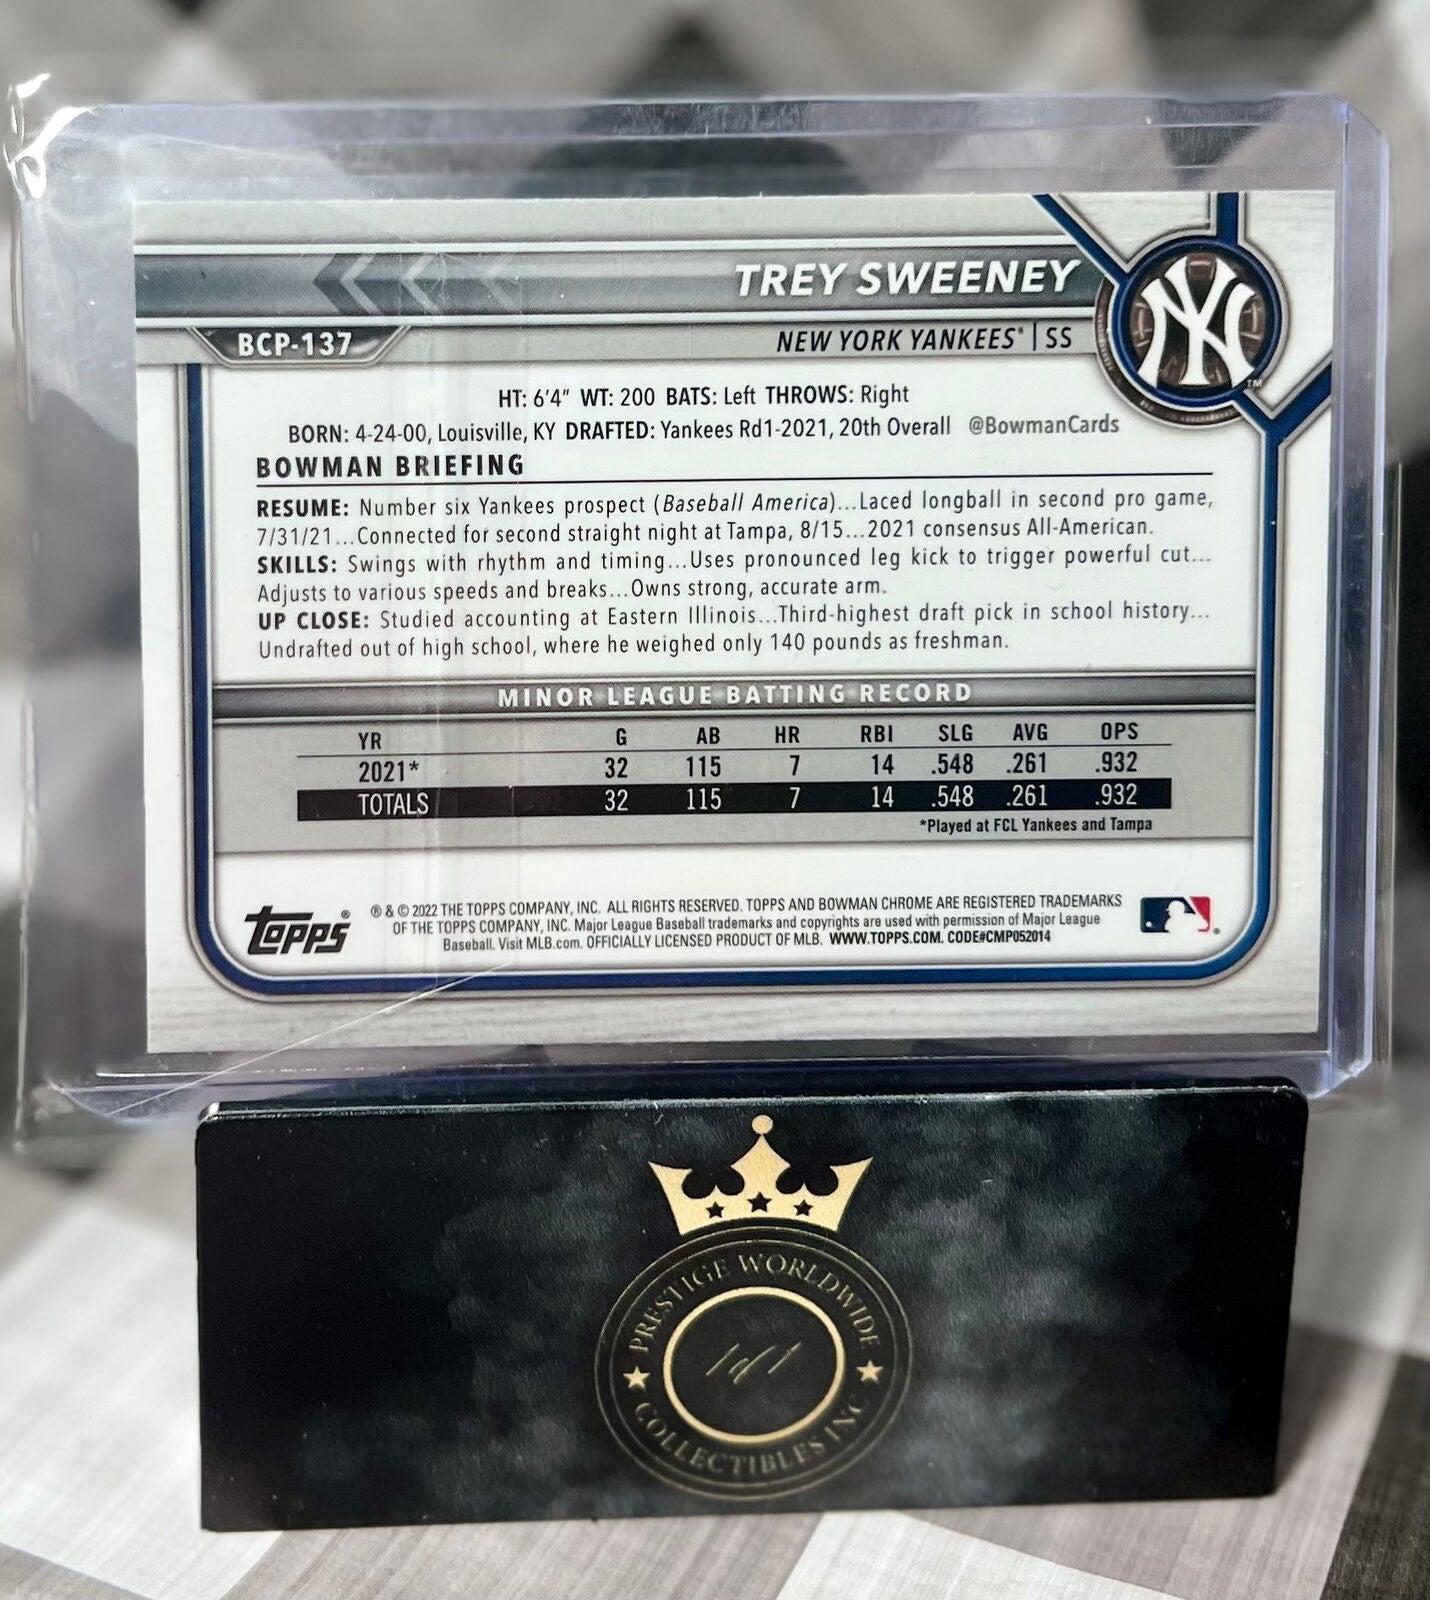 TREY SWEENEY
BCP-137
NEW YORK YANKEES® | SS
NY
TM
HT: 6'4" WT: 200 BATS: Left THROWS: Right
BORN: 4-24-00, Louisville, KY DRAFTED: Yankees Rd1-2021, 20th Overall @BowmanCards
BOWMAN BRIEFING
RESUME: Number six Yankees prospect (Baseball America)...Laced longball in second pro game,
7/31/21...Connected for second straight night at Tampa, 8/15...2021 consensus All-American.
SKILLS: Swings with rhythm and timing...Uses pronounced leg kick to trigger powerful cut...
Adjusts to various speeds and breaks...Owns strong, accurate arm.
UP CLOSE: Studied accounting at Eastern Illinois...Third-highest draft pick in school history...
Undrafted out of high school, where he weighed only 140 pounds as freshman.
MINOR LEAGUE BATTING RECORD
YR G AB HR RBI SLG AVG OPS
2021* 32 115 7 14 .548 .261 .932
TOTALS 32 115 7 14 .548 .261 .932
*Played at FCL Yankees and Tampa
topps®
® & © 2022 THE TOPPS COMPANY, INC. ALL RIGHTS RESERVED. TOPPS AND BOWMAN CHROME ARE REGISTERED TRADEMARKS
OF THE TOPPS COMPANY, INC. Major League Baseball trademarks and copyrights are used with permission of Major League
Baseball. Visit MLB.com. OFFICIALLY LICENSED PRODUCT OF MLB. WWW.TOPPS.COM. CODE#CMP052014
PRESTIGE WORLDWIDE
1 of 1
COLLECTIBLES INC